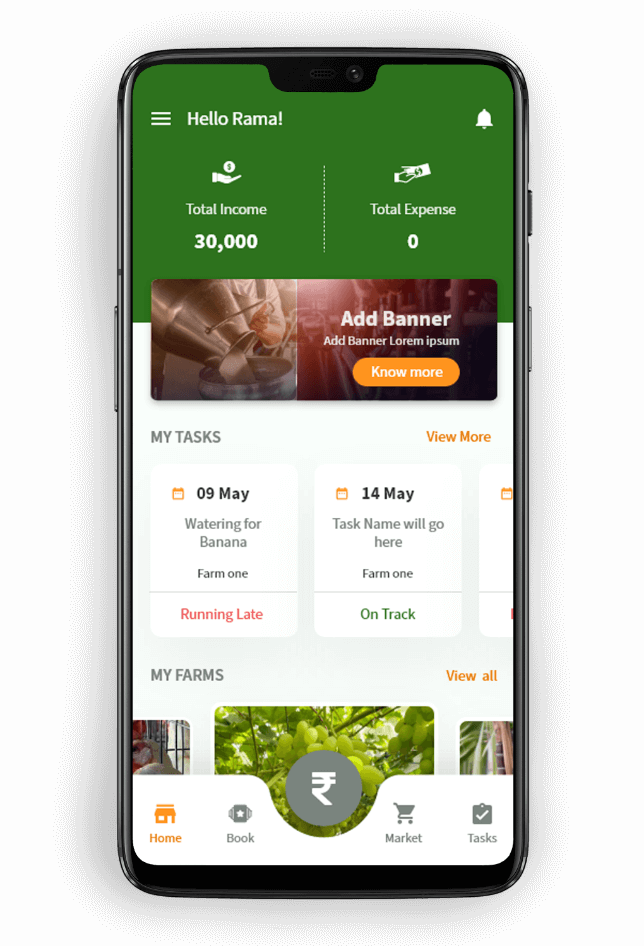 Hello Rama!
Total Income
Total Expense
30,000
0
Add Banner
Add Banner Lorem ipsum
Know more
MY TASKS
View More
09 May
Watering for
Banana
Farm one
Running Late
14 May
Task Name will go
here
Farm one
On Track
MY FARMS
View all
₹
Home
Book
Market
Tasks